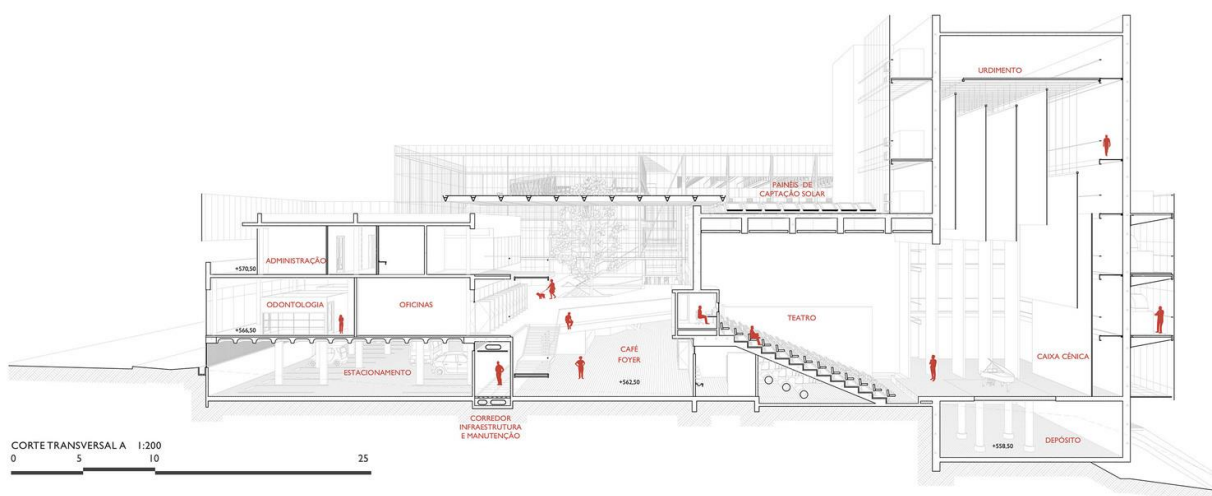 URDIMENTO
PAINÉIS DE
CAPTAÇÃO SOLAR
ADMINISTRAÇÃO
+570,50
ODONTOLOGIA
OFICINAS
TEATRO
+566,50
CAFÉ
FOYER
CAIXA CÊNICA
ESTACIONAMENTO
+562,50
CORREDOR
INFRAESTRUTURA
E MANUTENÇÃO
DEPÓSITO
+558,50
CORTE TRANSVERSAL A 1:200
0 5 10 25